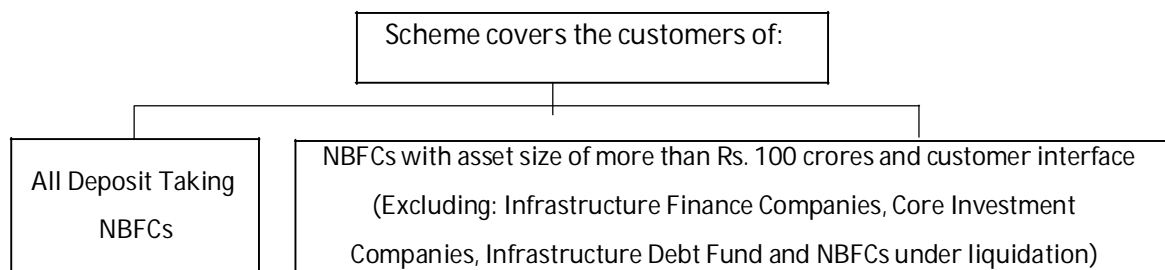 Scheme covers the customers of:
All Deposit Taking
NBFCs
NBFCs with asset size of more than Rs. 100 crores and customer interface
(Excluding: Infrastructure Finance Companies, Core Investment
Companies, Infrastructure Debt Fund and NBFCs under liquidation)